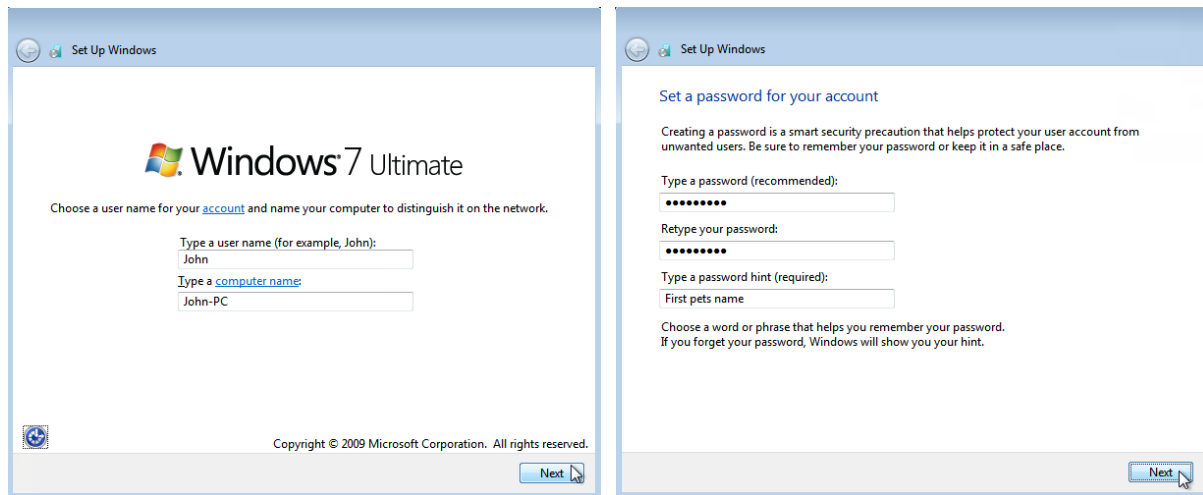 Set Up Windows
Windows 7 Ultimate
Choose a user name for your account and name your computer to distinguish it on the network.
Type a user name (for example, John):
John
Type a computer name:
John-PC
Copyright © 2009 Microsoft Corporation. All rights reserved.
Next
Set Up Windows
Set a password for your account
Creating a password is a smart security precaution that helps protect your user account from
unwanted users. Be sure to remember your password or keep it in a safe place.
Type a password (recommended):
●●●●●●●●●
Retype your password:
●●●●●●●●●
Type a password hint (required):
First pets name
Choose a word or phrase that helps you remember your password.
If you forget your password, Windows will show you your hint.
Next